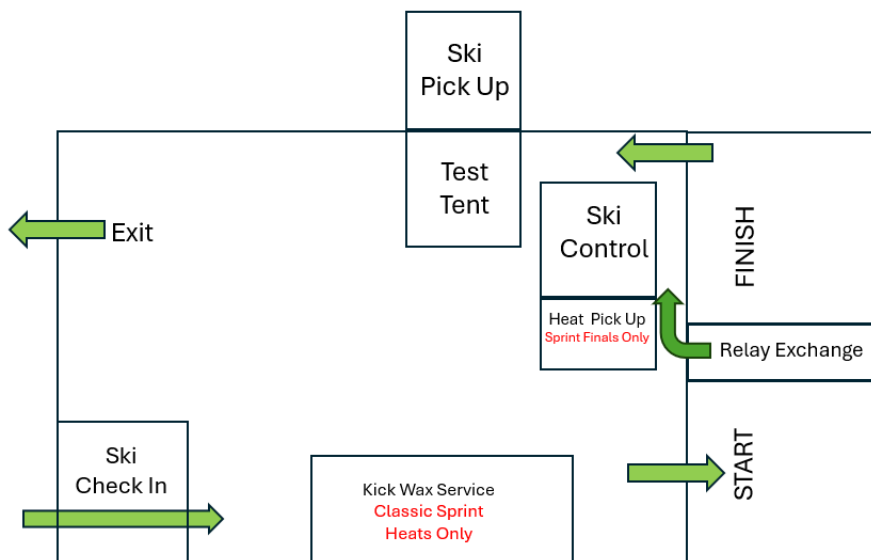 Ski
Pick Up
Test
Tent
Ski
Control
FINISH
Exit
Heat Pick Up
Sprint Finals Only
Relay Exchange
Ski
Check In
START
Kick Wax Service
Classic Sprint
Heats Only